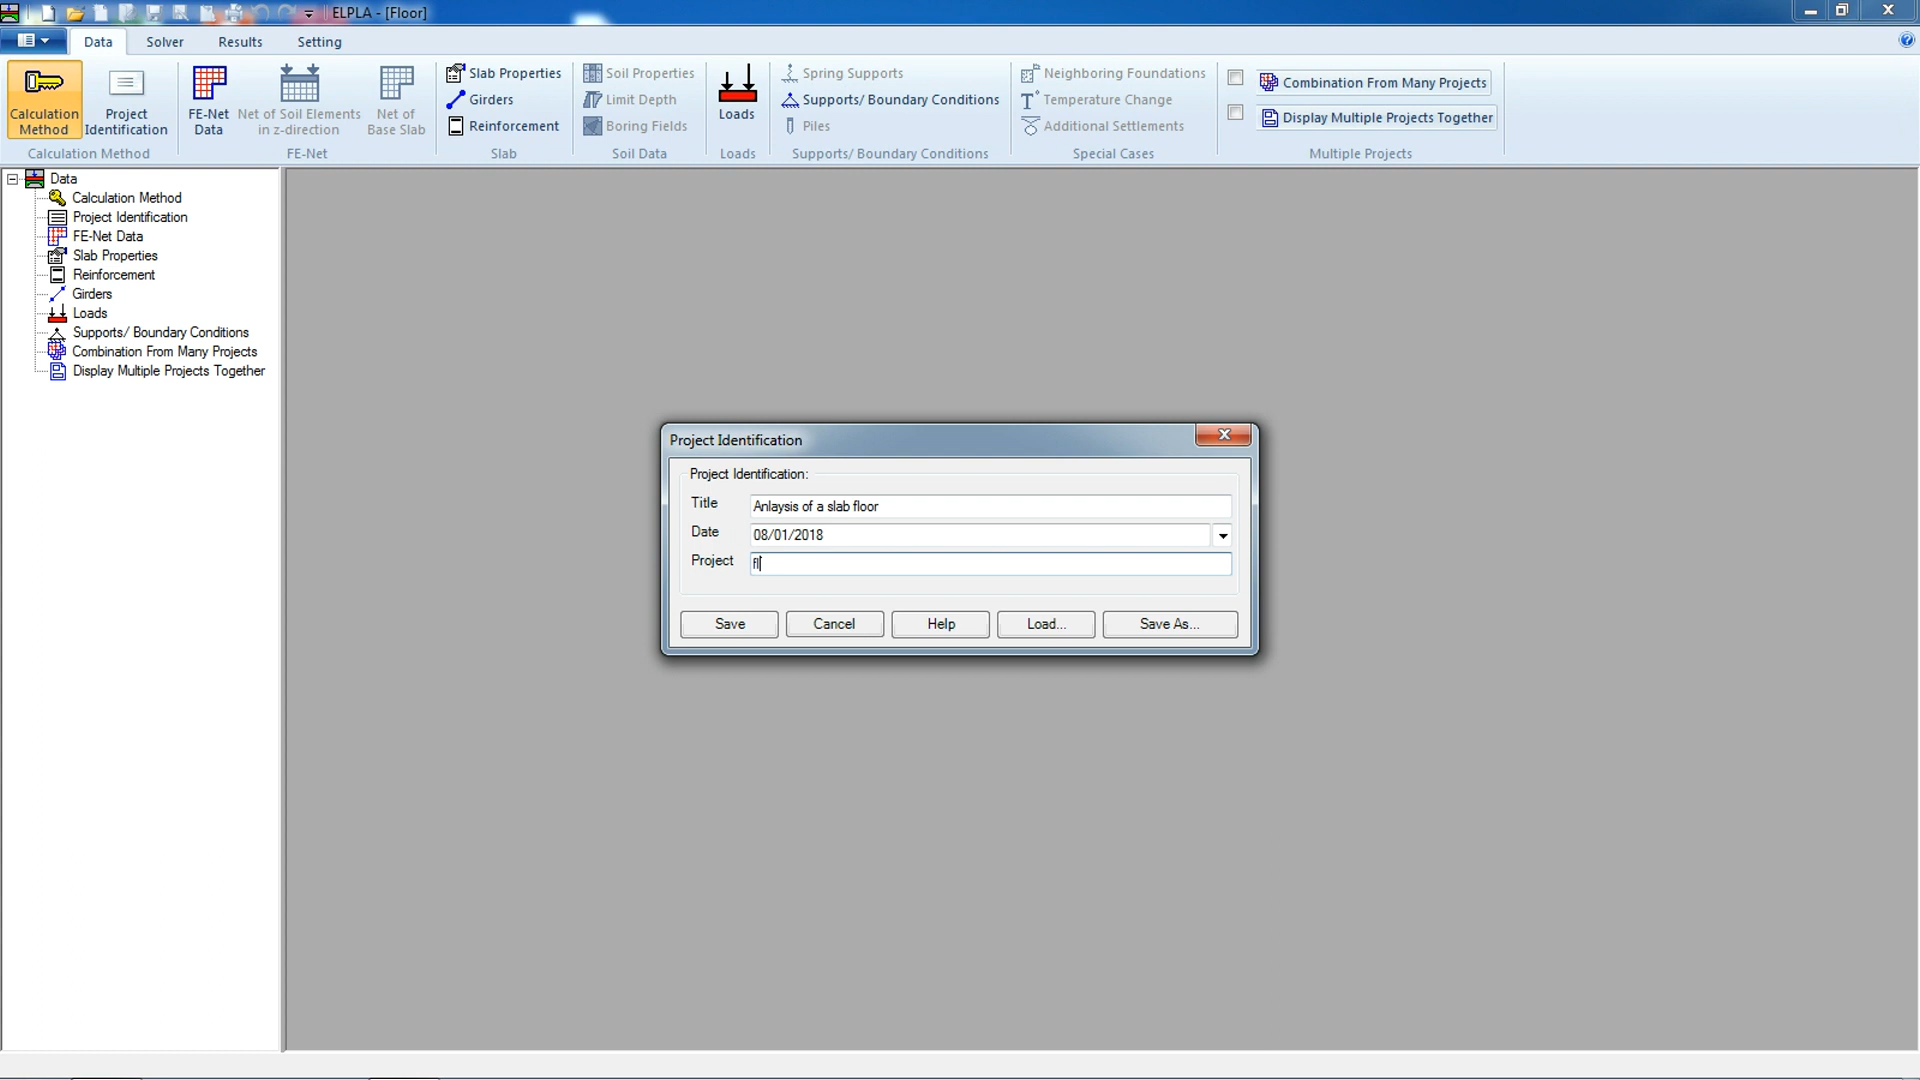 ELPLA - [Floor]
Data Solver Results Setting
Calculation Method
Project Identification
Calculation Method
FE-Net Data
Net of Soil Elements in z-direction
Net of Base Slab
FE-Net
Slab Properties
Girders
Reinforcement
Slab
Soil Properties
Limit Depth
Boring Fields
Soil Data
Loads
Loads
Spring Supports
Supports/ Boundary Conditions
Piles
Supports/ Boundary Conditions
Neighboring Foundations
Temperature Change
Additional Settlements
Special Cases
Combination From Many Projects
Display Multiple Projects Together
Multiple Projects
Data
Calculation Method
Project Identification
FE-Net Data
Slab Properties
Reinforcement
Girders
Loads
Supports/ Boundary Conditions
Combination From Many Projects
Display Multiple Projects Together
Project Identification
Project Identification:
Title Anlaysis of a slab floor
Date 08/01/2018
Project fl
Save Cancel Help Load... Save As...